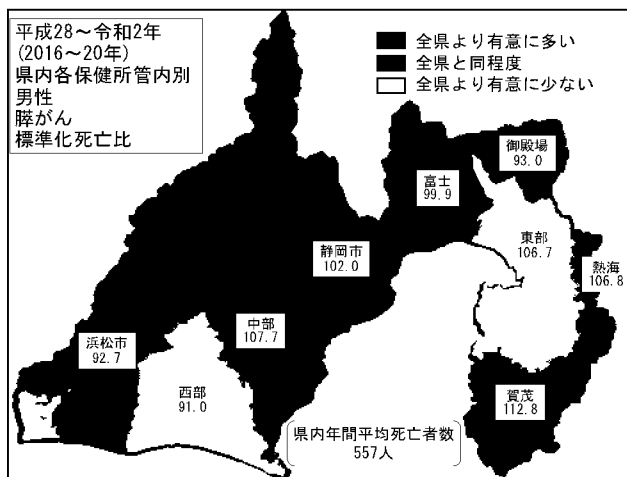 平成28～令和2年
(2016～20年)
県内各保健所管内別
男性
膵がん
標準化死亡比
全県より有意に多い
全県と同程度
全県より有意に少ない
御殿場
93.0
富士
99.9
東部
106.7
熱海
106.8
静岡市
102.0
中部
107.7
浜松市
92.7
西部
91.0
賀茂
112.8
県内年間平均死亡者数
557人